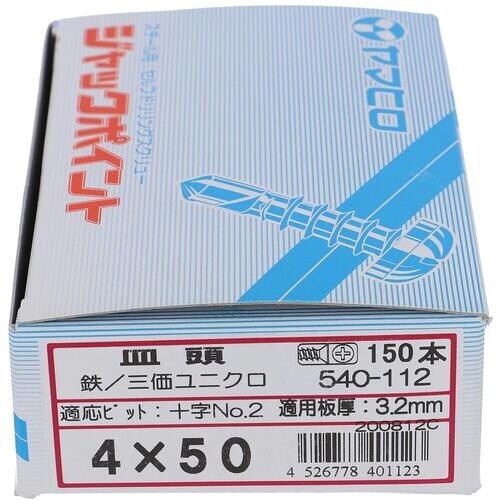 ヤマヒロ
スチール用 セルフドリリングスクリュー
ジャックポイント
皿頭
150本
鉄/三価ユニクロ
540-112
適応ビット:十字No.2 適用板厚:3.2mm
200812C
4×50
4 526778 401123